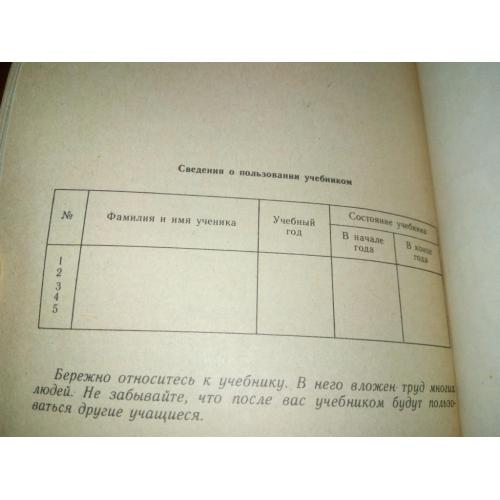 Сведения о пользовании учебником
№ Фамилия и имя ученика Учебный год Состояние учебника
В начале года В конце года
1
2
3
4
5
Бережно относитесь к учебнику. В него вложен труд многих
людей. Не забывайте, что после вас учебником будут пользо-
ваться другие учащиеся.